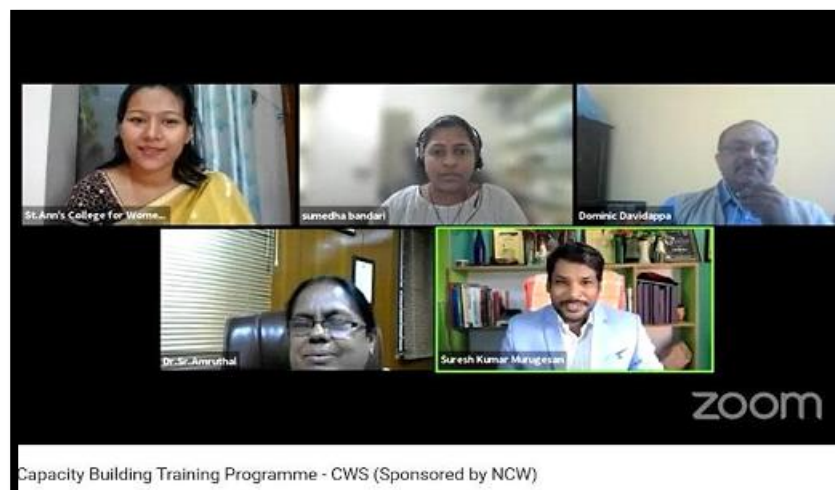 St.Ann's College for Wome...
sumedha bandari
Dominic Davidappa
Dr.Sr.Amruthal
Suresh Kumar Murugesan
zoom
Capacity Building Training Programme - CWS (Sponsored by NCW)